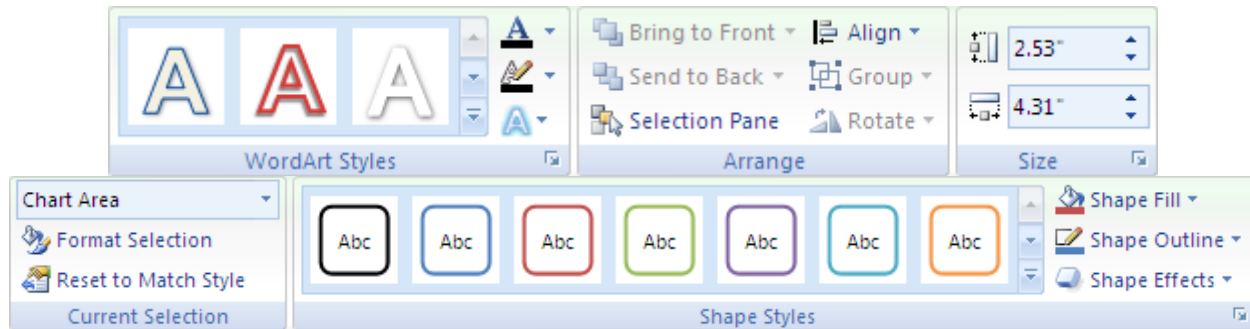 A A A A
Bring to Front Align 2.53"
Send to Back Group
A Selection Pane Rotate 4.31"
WordArt Styles Arrange Size
Chart Area
Format Selection
Reset to Match Style
Current Selection
Abc Abc Abc Abc Abc Abc Abc
Shape Fill
Shape Outline
Shape Effects
Shape Styles